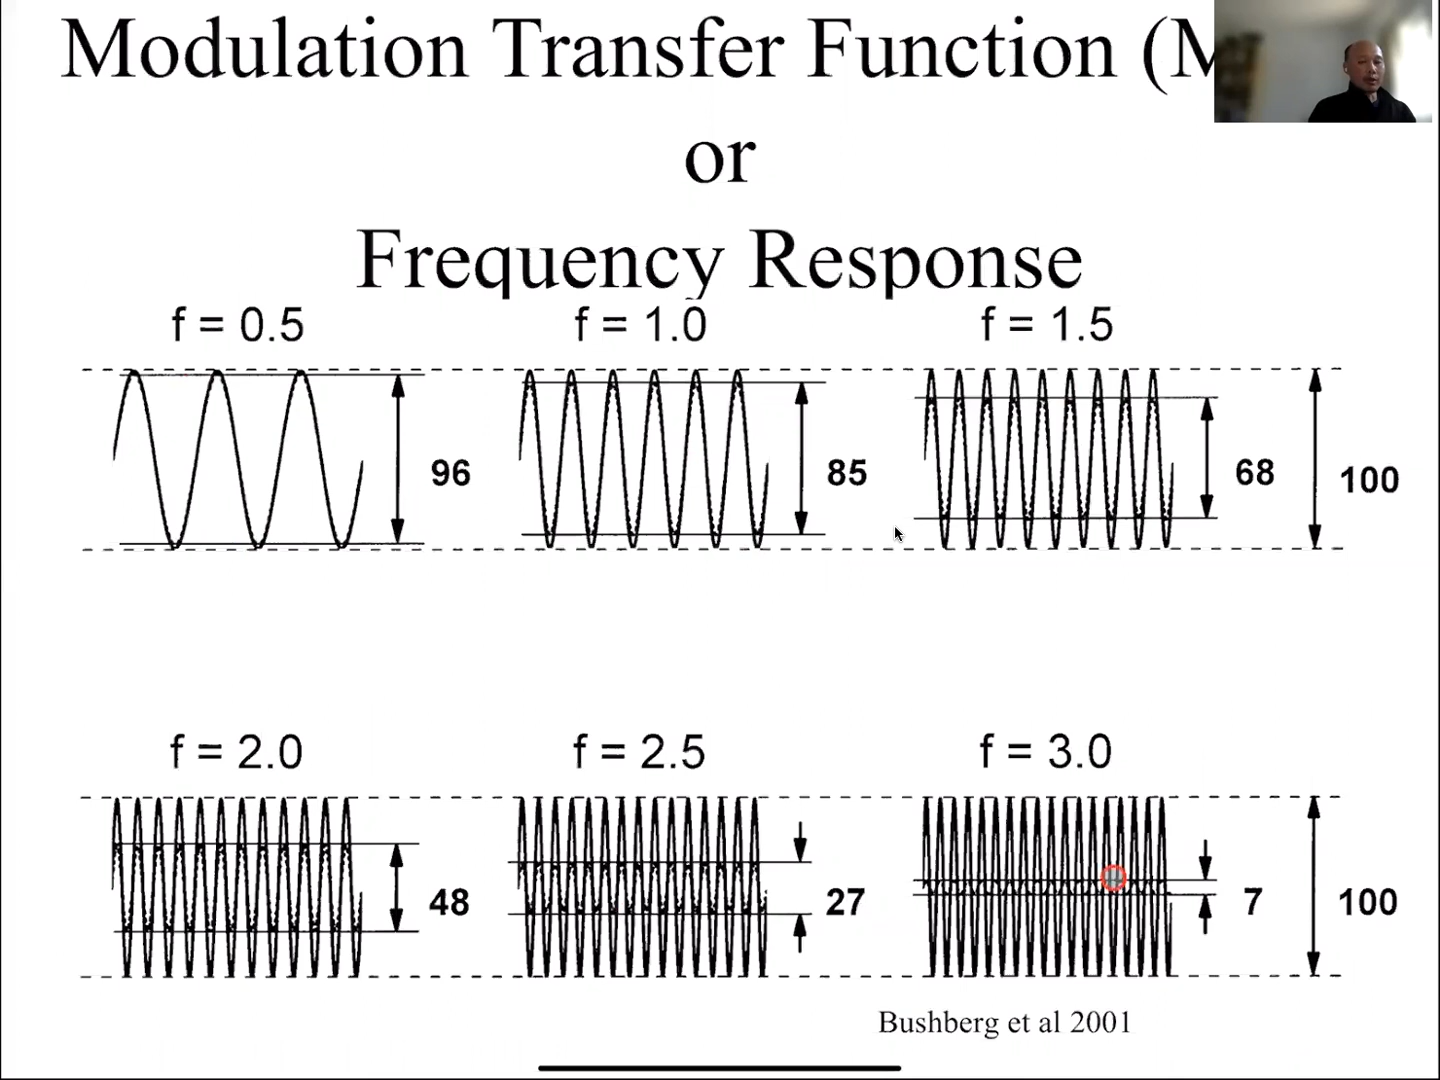 Modulation Transfer Function (M
or
Frequency Response
f = 0.5
f = 1.0
f = 1.5
96
85
68
100
f = 2.0
f = 2.5
f = 3.0
48
27
7
100
Bushberg et al 2001